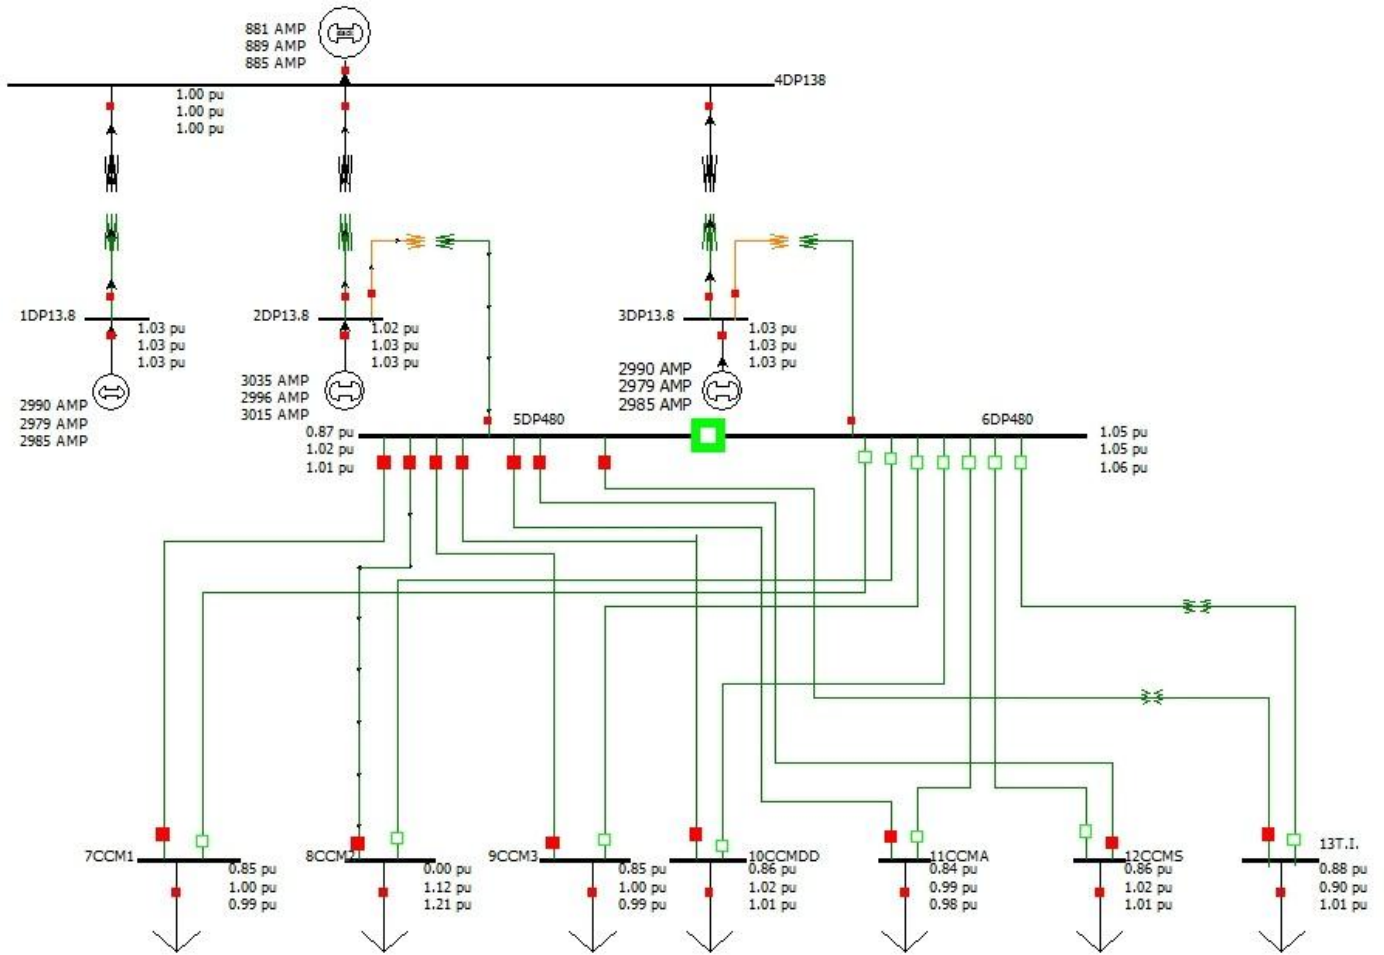 881 AMP
889 AMP
885 AMP
4DP138
1.00 pu
1.00 pu
1.00 pu
1DP13.8
1.03 pu
1.03 pu
1.03 pu
2990 AMP
2979 AMP
2985 AMP
2DP13.8
1.02 pu
1.03 pu
1.03 pu
3035 AMP
2996 AMP
3015 AMP
3DP13.8
1.03 pu
1.03 pu
1.03 pu
2990 AMP
2979 AMP
2985 AMP
5DP480
0.87 pu
1.02 pu
1.01 pu
6DP480
1.05 pu
1.05 pu
1.06 pu
7CCM1
0.85 pu
1.00 pu
0.99 pu
8CCM2
0.00 pu
1.12 pu
1.21 pu
9CCM3
0.85 pu
1.00 pu
0.99 pu
10CCMDD
0.86 pu
1.02 pu
1.01 pu
11CCMA
0.84 pu
0.99 pu
0.98 pu
12CCMS
0.86 pu
1.02 pu
1.01 pu
13T.I.
0.88 pu
0.90 pu
1.01 pu